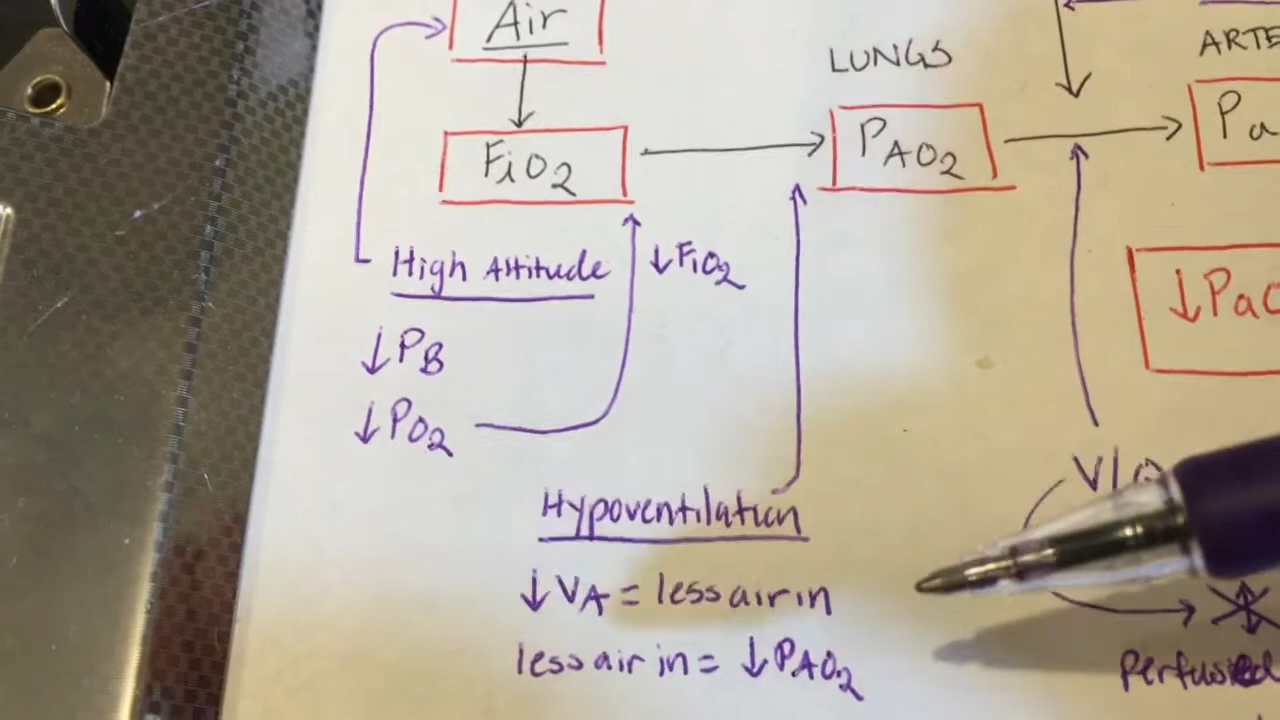 Air
LUNGS
ARTE
FiO2
PAO2
Pa
High Altitude
↓FiO2
↓PaO
↓PB
↓PO2
V/Q
Hypoventilation
↓VA = less air in
less air in = ↓PAO2
Perfused